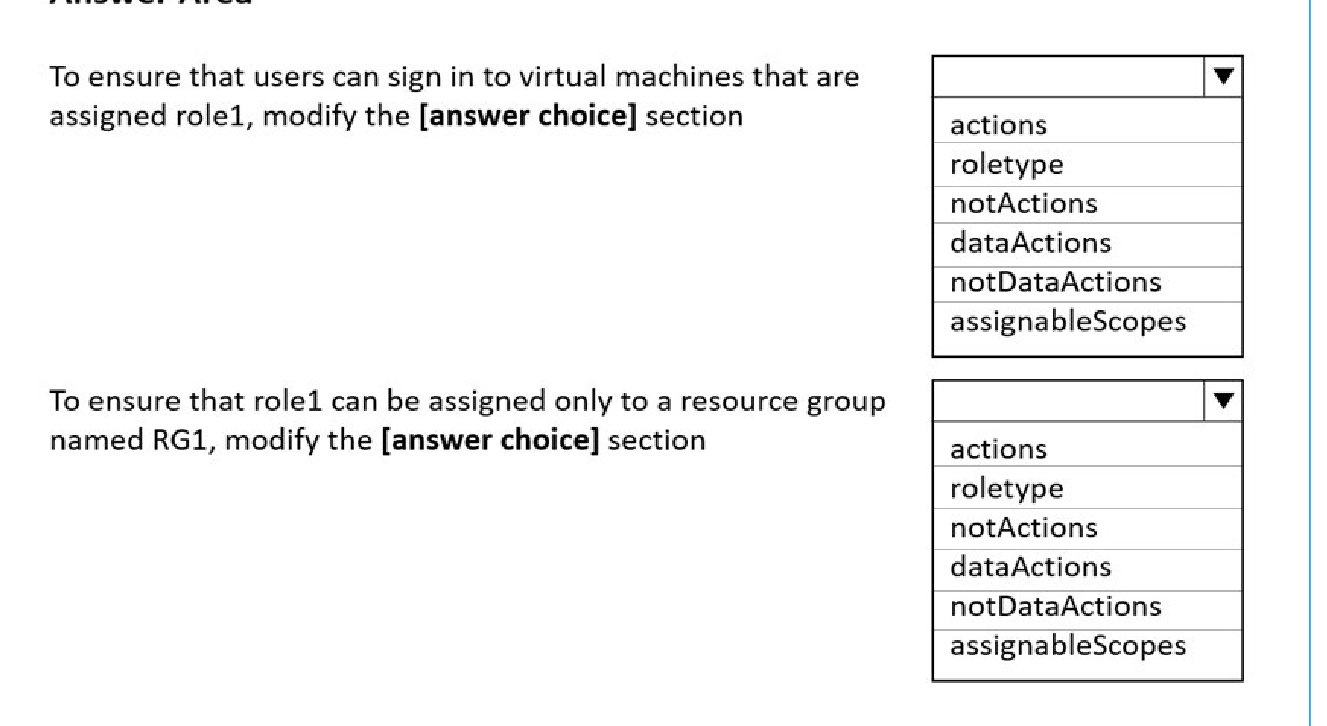 Answer Area
To ensure that users can sign in to virtual machines that are
assigned role1, modify the [answer choice] section
▼
actions
roletype
notActions
dataActions
notDataActions
assignableScopes
To ensure that role1 can be assigned only to a resource group
named RG1, modify the [answer choice] section
▼
actions
roletype
notActions
dataActions
notDataActions
assignableScopes